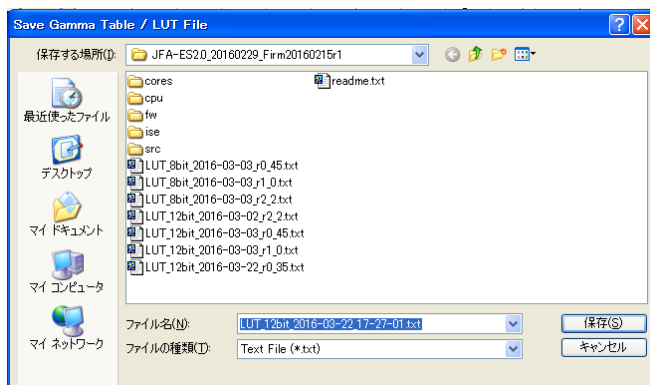 Save Gamma Table / LUT File
保存する場所(I):
JFA-ES2.0_20160229_Firm20160215r1
最近使ったファイル
デスクトップ
マイ ドキュメント
マイ コンピュータ
マイ ネットワーク
cores
cpu
fw
ise
src
LUT_8bit_2016-03-03_r0_45.txt
LUT_8bit_2016-03-03_r1_0.txt
LUT_8bit_2016-03-03_r2_2.txt
LUT_12bit_2016-03-02_r2_2.txt
LUT_12bit_2016-03-03_r0_45.txt
LUT_12bit_2016-03-03_r1_0.txt
LUT_12bit_2016-03-22_r0_35.txt
readme.txt
ファイル名(N):
LUT_12bit_2016-03-22_17-27-01.txt
保存(S)
ファイルの種類(T):
Text File (*.txt)
キャンセル